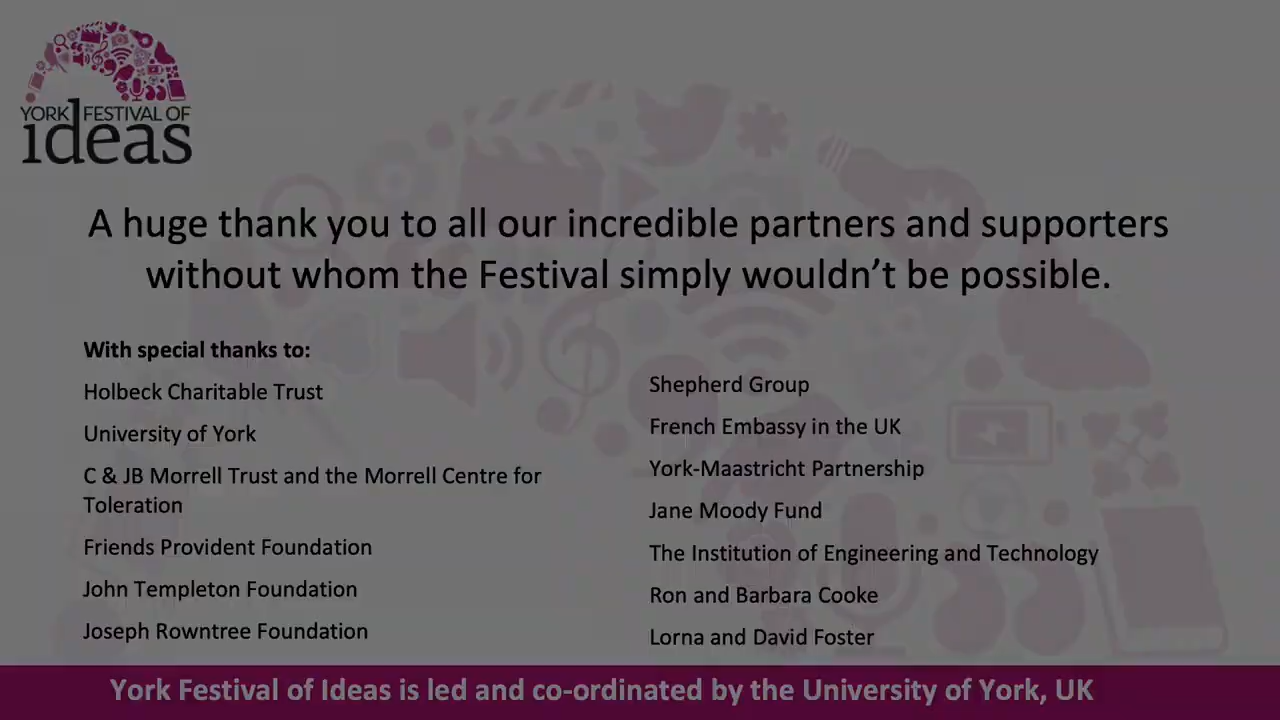 YORK FESTIVAL OF
ideas
A huge thank you to all our incredible partners and supporters
without whom the Festival simply wouldn’t be possible.
With special thanks to:
Holbeck Charitable Trust
University of York
C & JB Morrell Trust and the Morrell Centre for
Toleration
Friends Provident Foundation
John Templeton Foundation
Joseph Rowntree Foundation
Shepherd Group
French Embassy in the UK
York-Maastricht Partnership
Jane Moody Fund
The Institution of Engineering and Technology
Ron and Barbara Cooke
Lorna and David Foster
York Festival of Ideas is led and co-ordinated by the University of York, UK